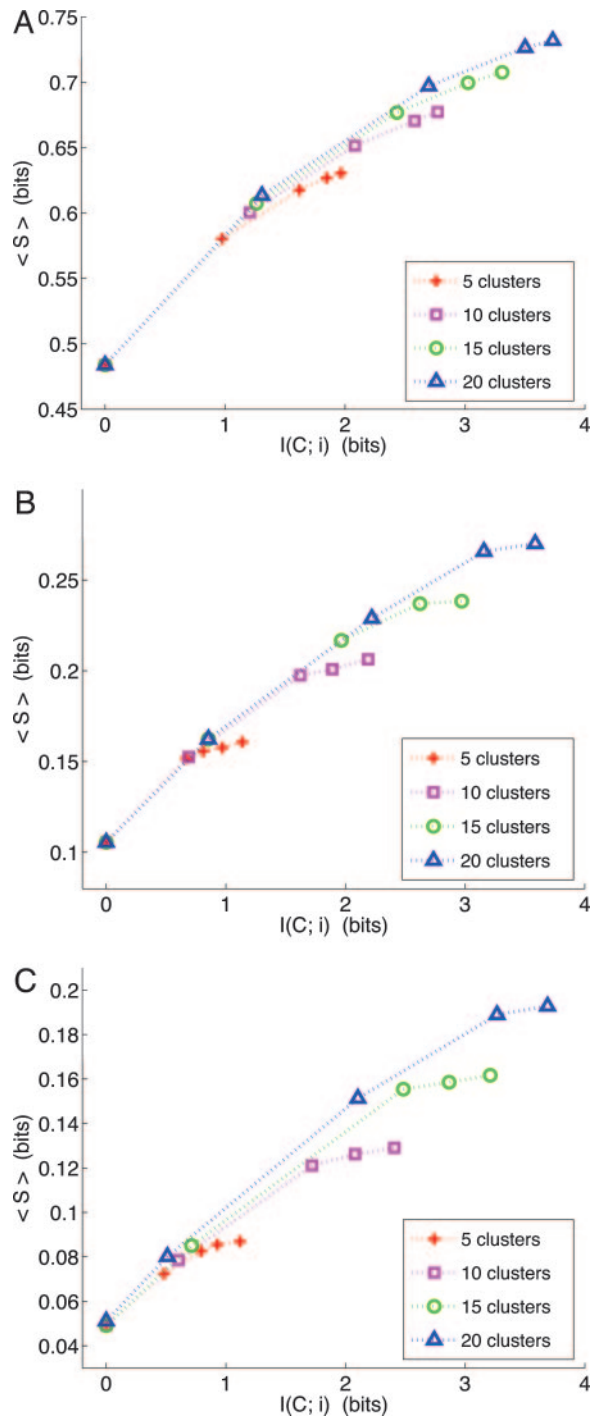 A
0.75
0.7
0.65
0.6
0.55
0.5
0.45
< S > (bits)
5 clusters
10 clusters
15 clusters
20 clusters
0 1 2 3 4
I(C; i) (bits)
B
0.25
0.2
0.15
0.1
< S > (bits)
5 clusters
10 clusters
15 clusters
20 clusters
0 1 2 3 4
I(C; i) (bits)
C
0.2
0.18
0.16
0.14
0.12
0.1
0.08
0.06
0.04
< S > (bits)
5 clusters
10 clusters
15 clusters
20 clusters
0 1 2 3 4
I(C; i) (bits)